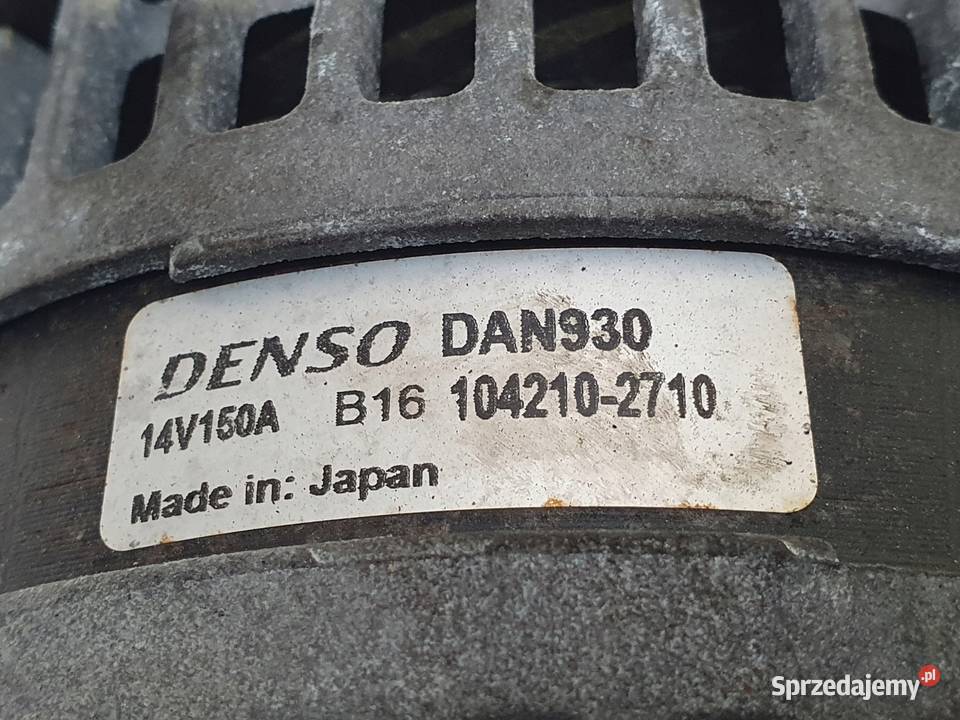 DENSO DAN930
14V150A B16 104210-2710
Made in: Japan
Sprzedajemy.pl